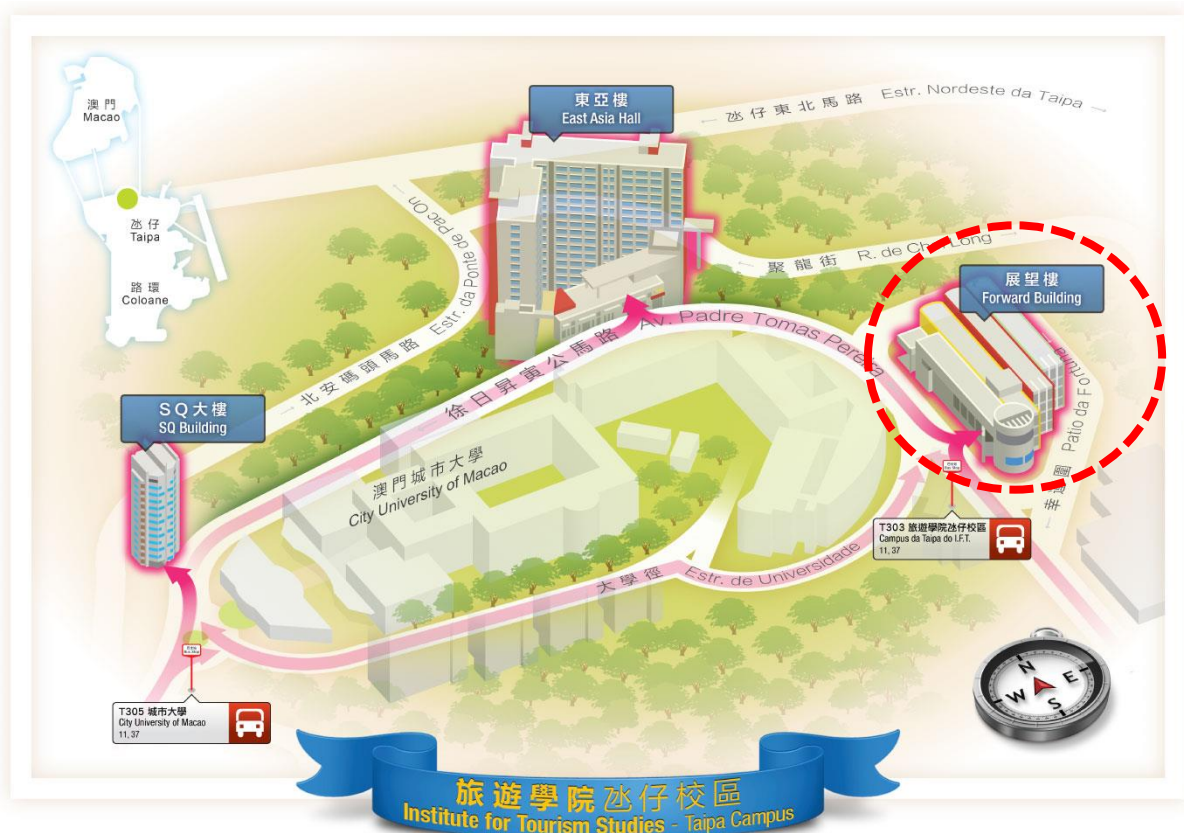 澳門
Macao
氹仔
Taipa
路環
Coloane
東亞樓
East Asia Hall
← 氹仔東北馬路 Estr. Nordeste da Taipa →
← 北安碼頭馬路 Estr. da Ponte de Pac On →
← 聚龍街 R. de Choi Long →
展望樓
Forward Building
徐日昇寅公馬路 Av. Padre Tomas Pereira
← 幸運圍 Patio da Fortuna →
SQ大樓
SQ Building
澳門城市大學
City University of Macao
大學徑 Estr. de Universidade
T303 旅遊學院氹仔校區
Campus da Taipa do I.F.T.
11, 37
T305 城市大學
City University of Macao
11, 37
N
W E
S
旅遊學院氹仔校區
Institute for Tourism Studies - Taipa Campus